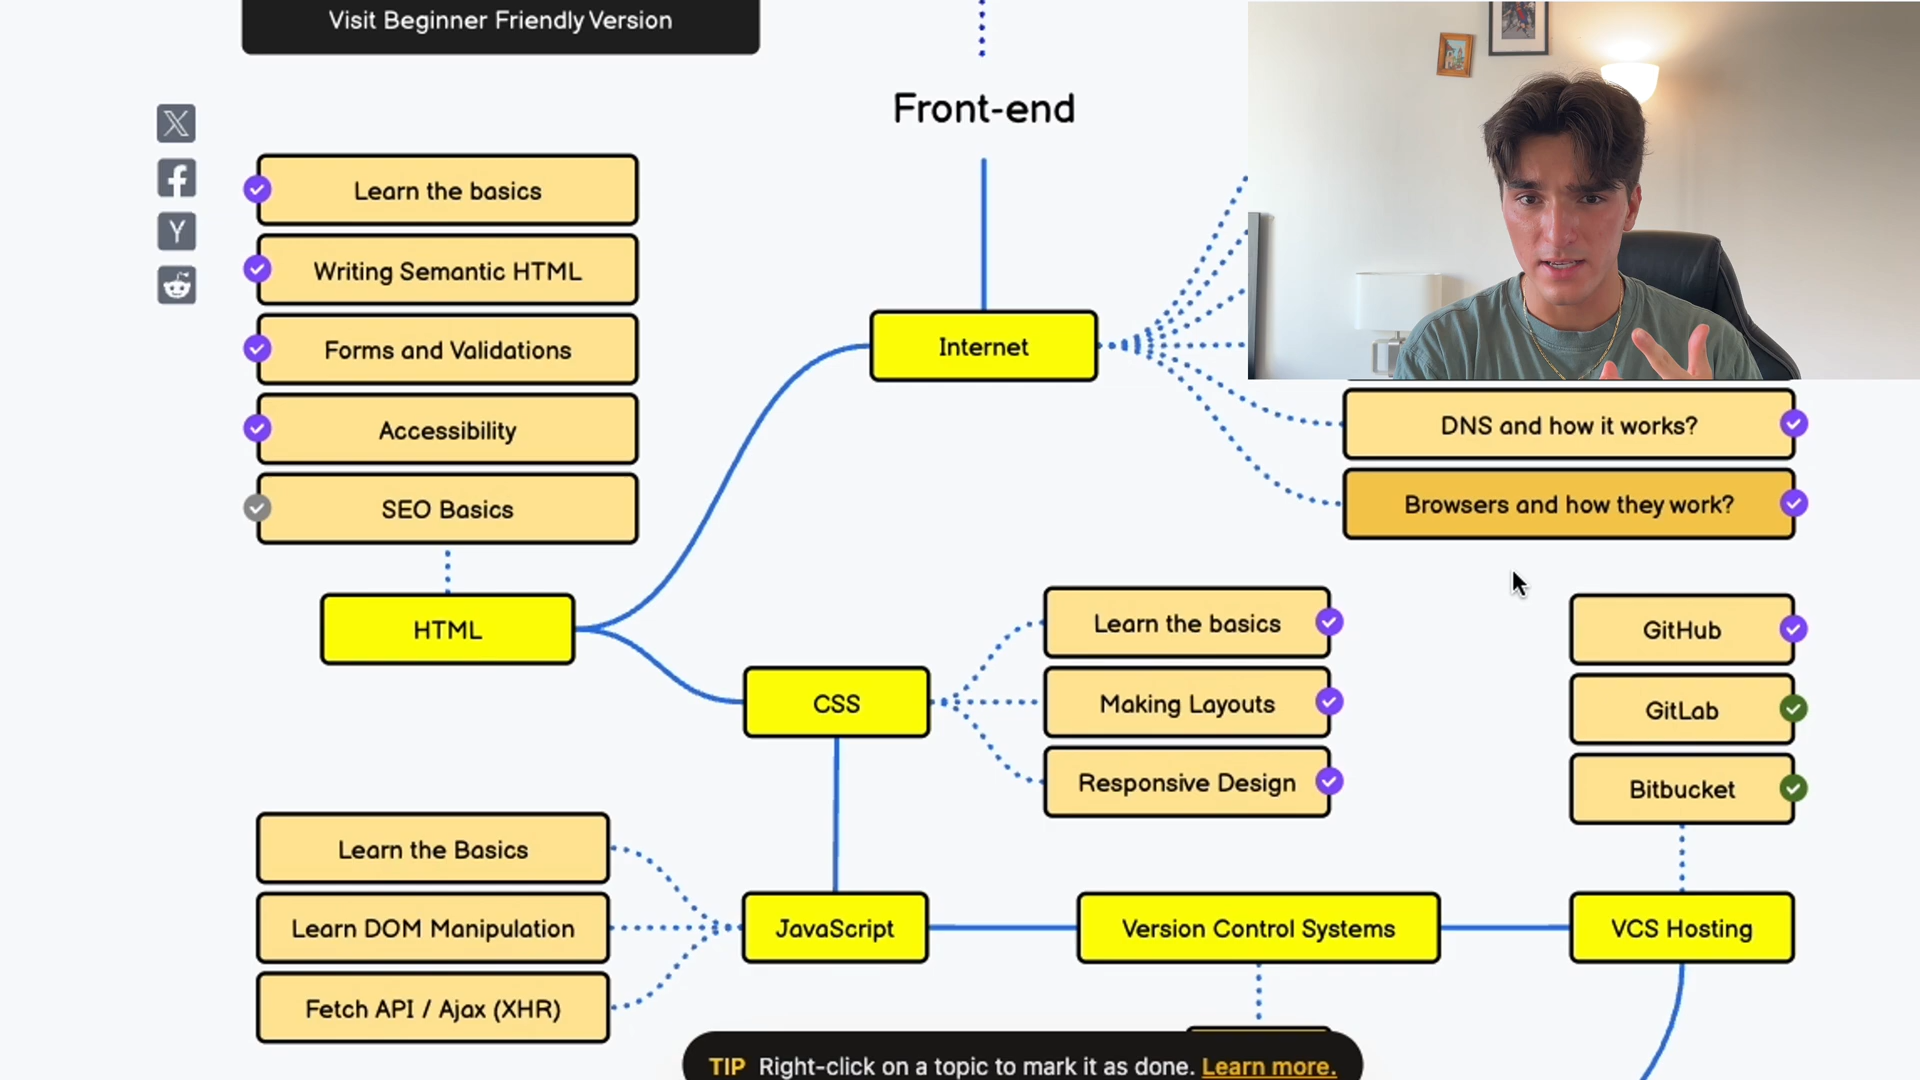 Visit Beginner Friendly Version
Front-end
Learn the basics
Writing Semantic HTML
Forms and Validations
Accessibility
SEO Basics
HTML
Internet
DNS and how it works?
Browsers and how they work?
CSS
Learn the basics
Making Layouts
Responsive Design
GitHub
GitLab
Bitbucket
Learn the Basics
Learn DOM Manipulation
Fetch API / Ajax (XHR)
JavaScript
Version Control Systems
VCS Hosting
TIP Right-click on a topic to mark it as done. Learn more.